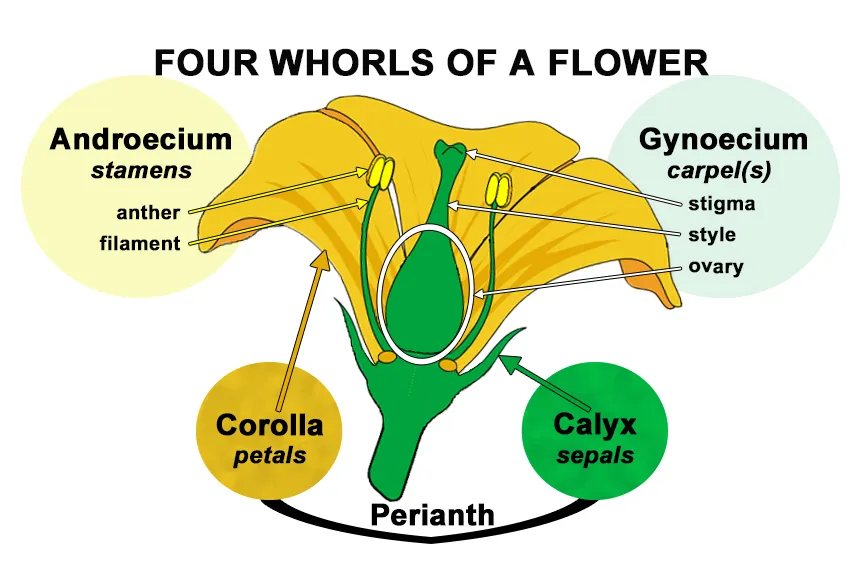 FOUR WHORLS OF A FLOWER
Androecium
stamens
anther
filament
Gynoecium
carpel(s)
stigma
style
ovary
Corolla
petals
Calyx
sepals
Perianth